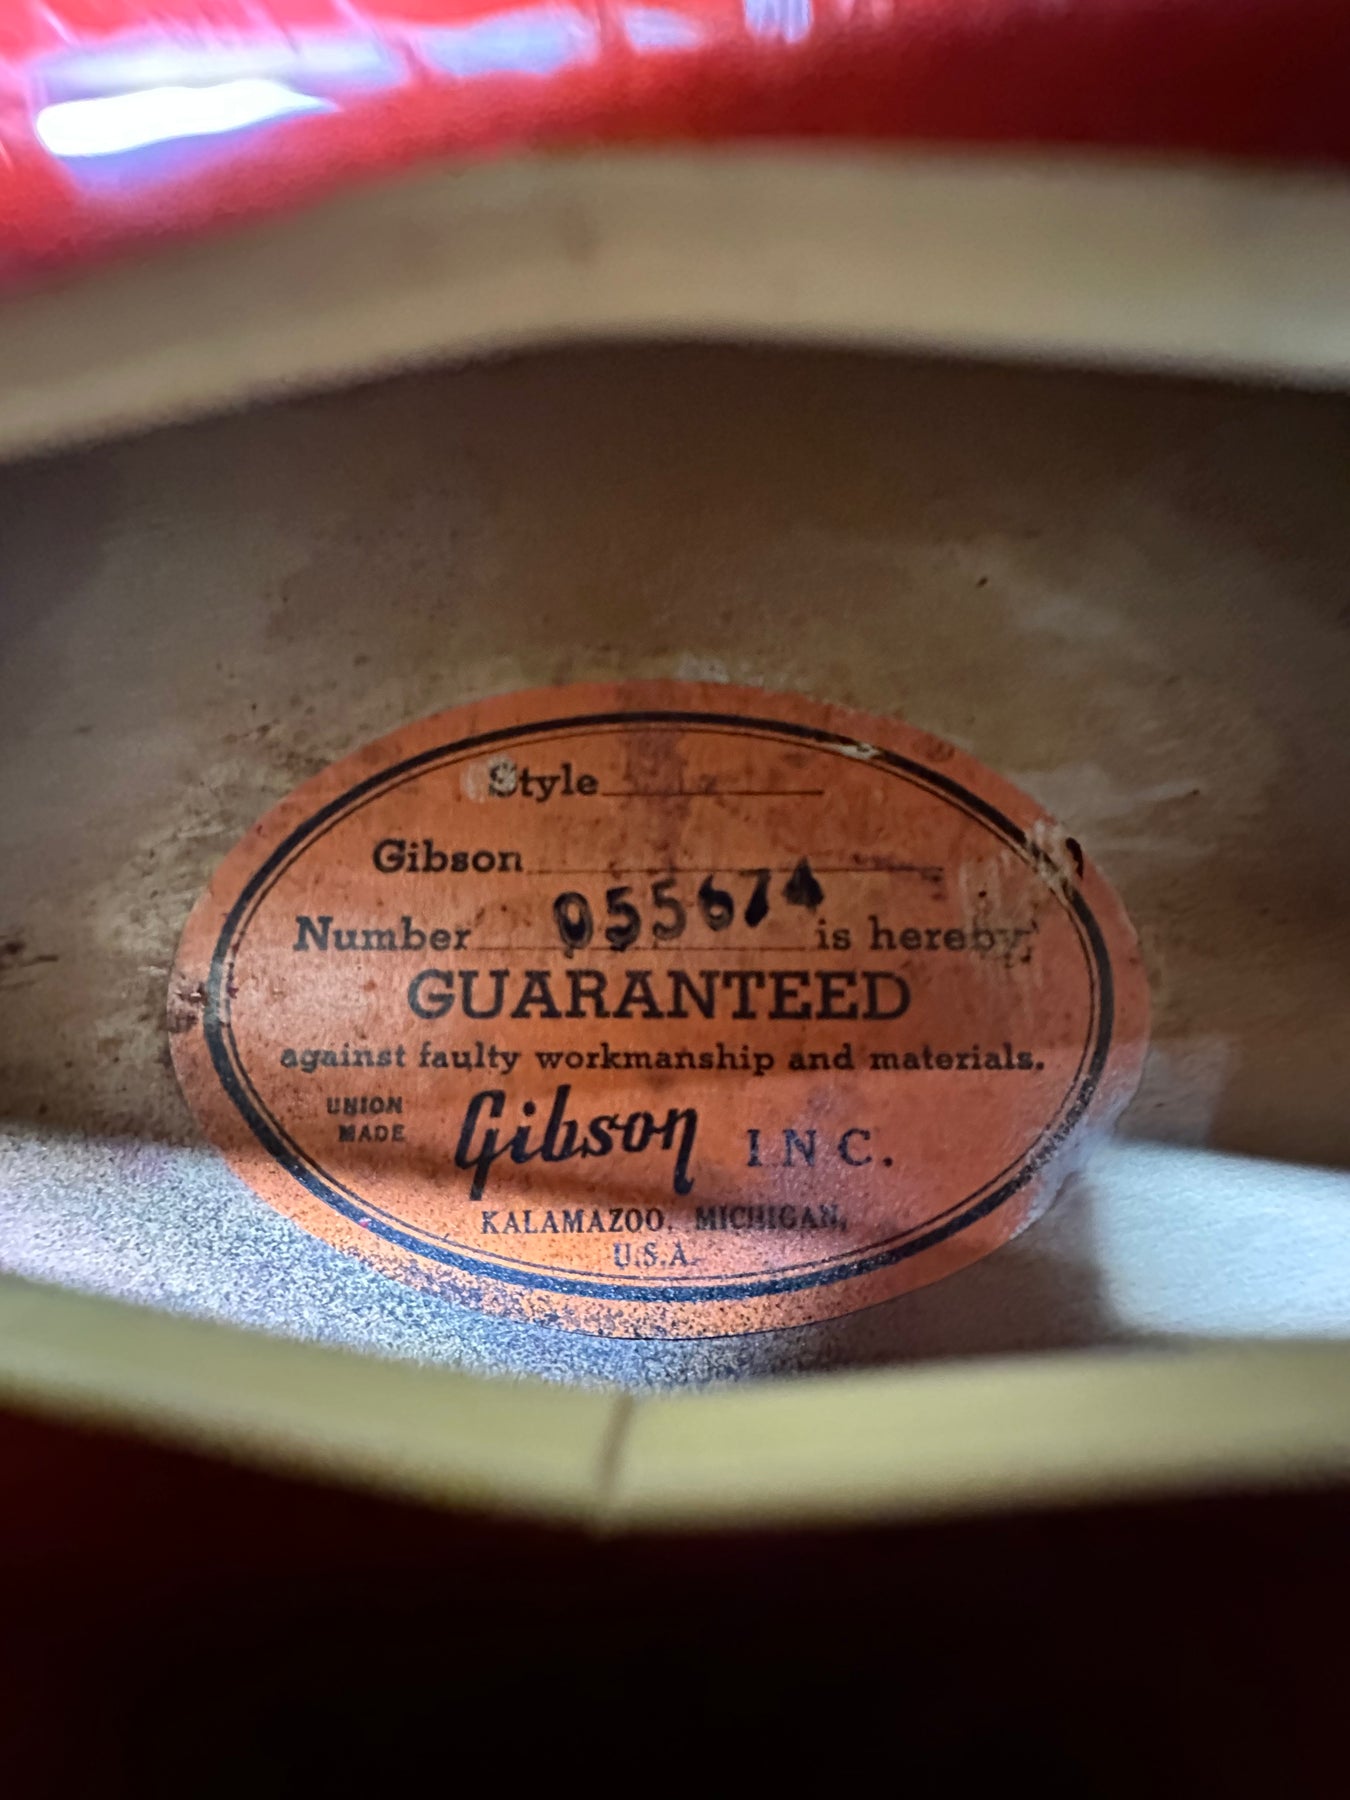 Style
Gibson
Number 055674 is hereby
GUARANTEED
against faulty workmanship and materials.
UNION MADE Gibson INC.
KALAMAZOO, MICHIGAN,
U.S.A.